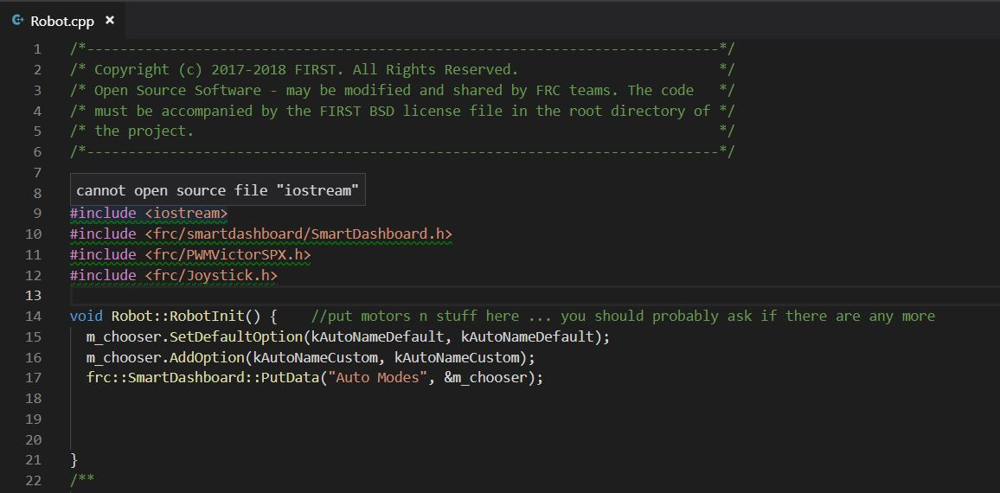 Robot.cpp ×
1 /*-----------------------------------------------------------------------------*/
2 /* Copyright (c) 2017-2018 FIRST. All Rights Reserved.                        */
3 /* Open Source Software - may be modified and shared by FRC teams. The code   */
4 /* must be accompanied by the FIRST BSD license file in the root directory of */
5 /* the project.                                                               */
6 /*-----------------------------------------------------------------------------*/
7
8 cannot open source file "iostream"
9 #include <iostream>
10 #include <frc/smartdashboard/SmartDashboard.h>
11 #include <frc/PWMVictorSPX.h>
12 #include <frc/Joystick.h>
13
14 void Robot::RobotInit() {    //put motors n stuff here ... you should probably ask if there are any more
15   m_chooser.SetDefaultOption(kAutoNameDefault, kAutoNameDefault);
16   m_chooser.AddOption(kAutoNameCustom, kAutoNameCustom);
17   frc::SmartDashboard::PutData("Auto Modes", &m_chooser);
18
19
20
21 }
22 /**